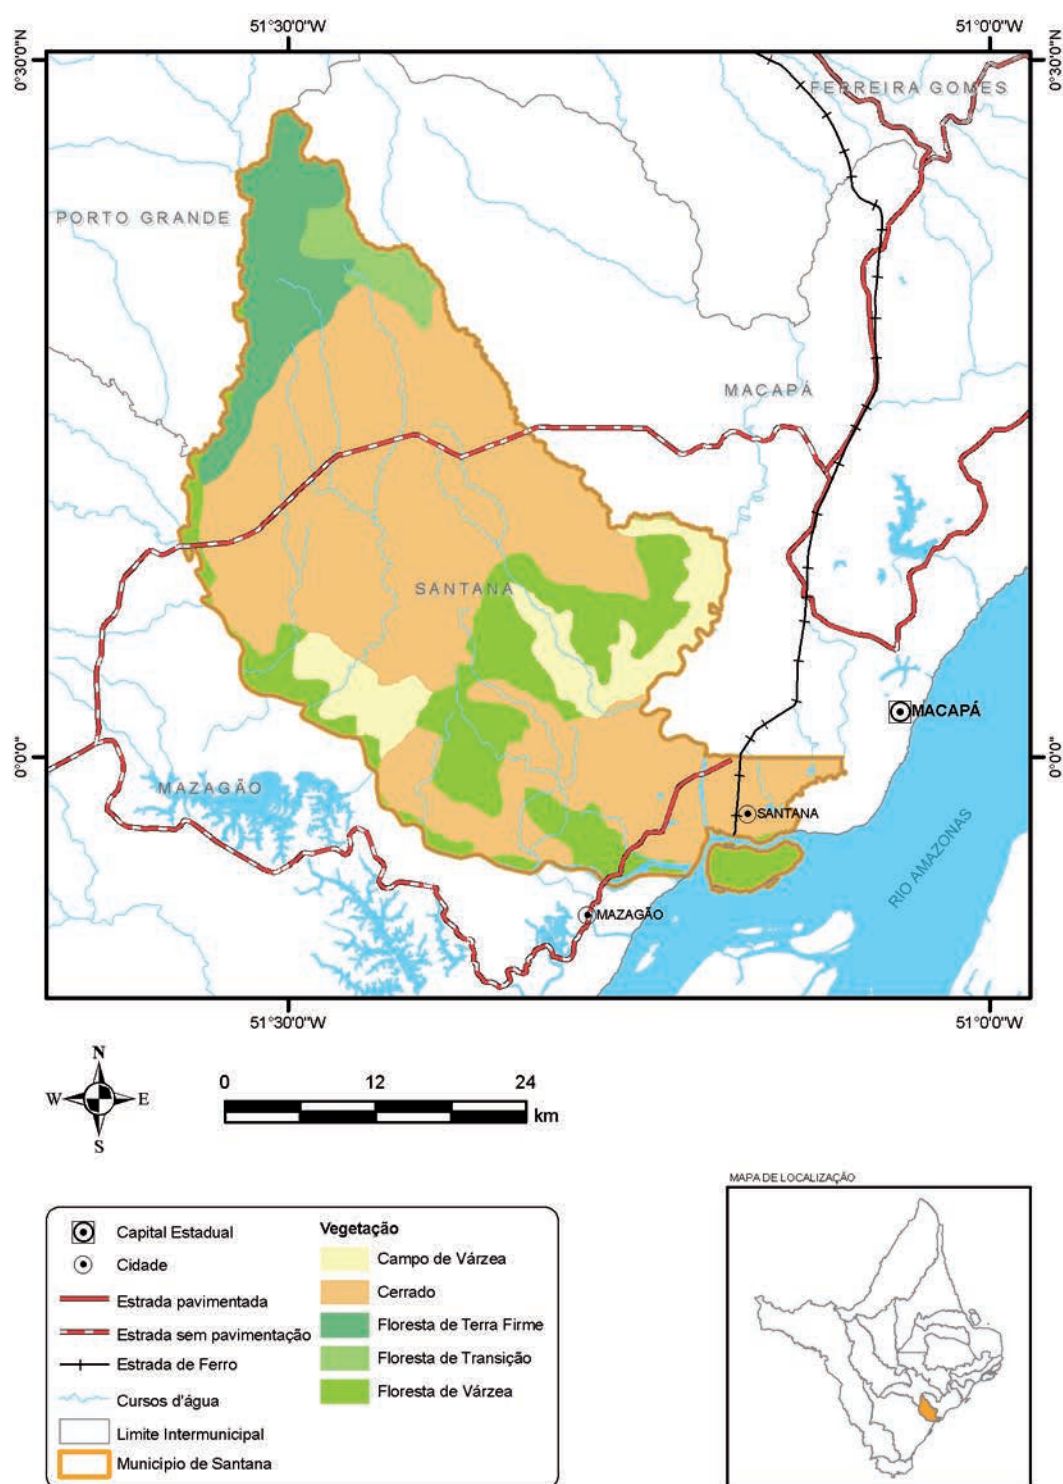 51°30'0"W
51°0'0"W
0°30'0"N
0°30'0"N
FERREIRA GOMES
PORTO GRANDE
MACAPÁ
SANTANA
MACAPÁ
0°0'0"
0°0'0"
MAZAGÃO
SANTANA
RIO AMAZONAS
MAZAGÃO
51°30'0"W
51°0'0"W
N
W
E
S
0
12
24
km
MAPA DE LOCALIZAÇÃO
Capital Estadual
Cidade
Estrada pavimentada
Estrada sem pavimentação
Estrada de Ferro
Cursos d'água
Limite Intermunicipal
Município de Santana
Vegetação
Campo de Várzea
Cerrado
Floresta de Terra Firme
Floresta de Transição
Floresta de Várzea